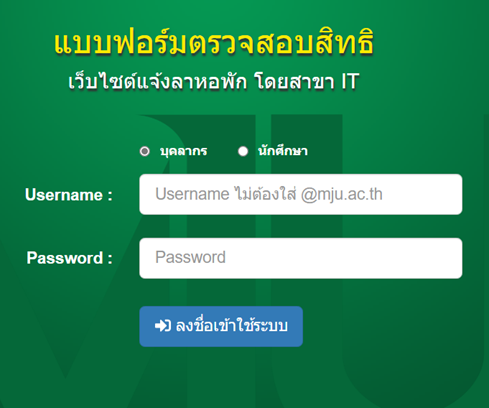 แบบฟอร์มตรวจสอบสิทธิ
เว็บไซต์แจ้งลาหอพัก โดยสาขา IT
บุคลากร นักศึกษา
Username : Username ไม่ต้องใส่ @mju.ac.th
Password : Password
ลงชื่อเข้าใช้ระบบ